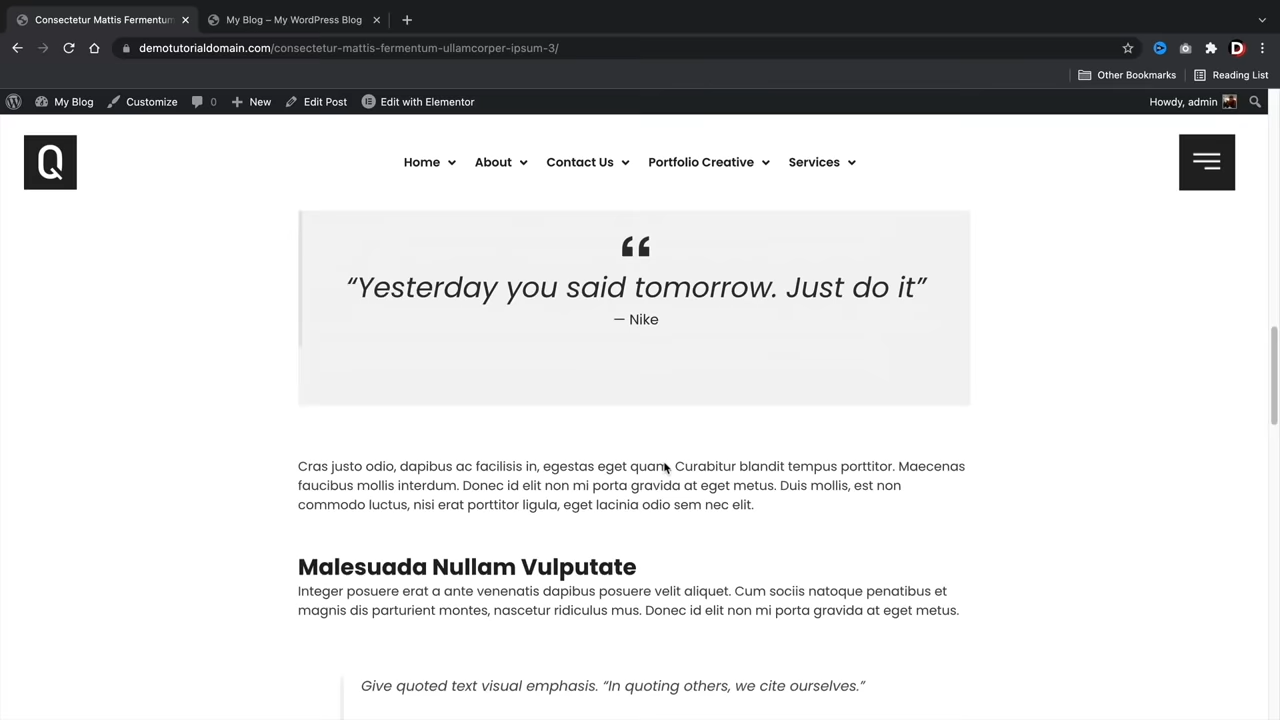 Consectetur Mattis Fermentum
My Blog – My WordPress Blog
demotutorialdomain.com/consectetur-mattis-fermentum-ullamcorper-ipsum-3/
D
Other Bookmarks
Reading List
My Blog
Customize
0
New
Edit Post
Edit with Elementor
Howdy, admin
Q
Home
About
Contact Us
Portfolio Creative
Services
“
“Yesterday you said tomorrow. Just do it”
— Nike
Cras justo odio, dapibus ac facilisis in, egestas eget quam. Curabitur blandit tempus porttitor. Maecenas
faucibus mollis interdum. Donec id elit non mi porta gravida at eget metus. Duis mollis, est non
commodo luctus, nisi erat porttitor ligula, eget lacinia odio sem nec elit.
Malesuada Nullam Vulputate
Integer posuere erat a ante venenatis dapibus posuere velit aliquet. Cum sociis natoque penatibus et
magnis dis parturient montes, nascetur ridiculus mus. Donec id elit non mi porta gravida at eget metus.
Give quoted text visual emphasis. “In quoting others, we cite ourselves.”